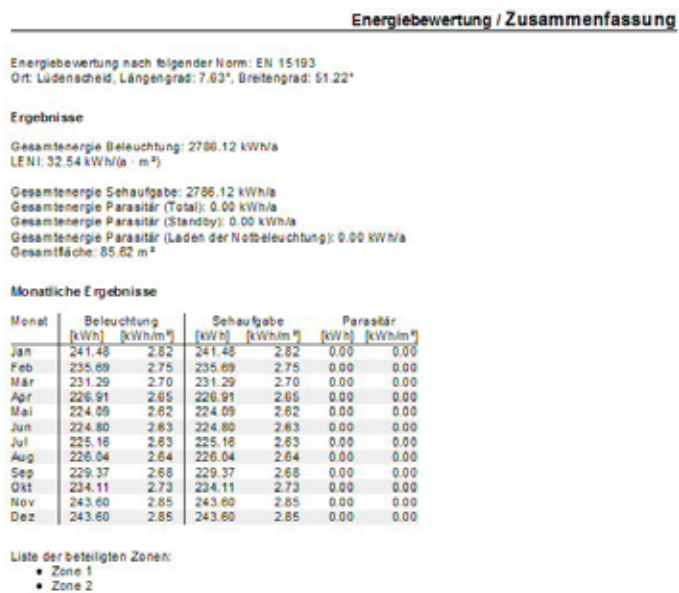 Energiebewertung / Zusammenfassung
Energiebewertung nach folgender Norm: EN 15193
Ort: Lüdenscheid, Längengrad: 7.63°, Breitengrad: 51.22°
Ergebnisse
Gesamtenergie Beleuchtung: 2786.12 kWh/a
LENI: 32.54 kWh/(a · m²)
Gesamtenergie Sehaufgabe: 2786.12 kWh/a
Gesamtenergie Parasitär (Total): 0.00 kWh/a
Gesamtenergie Parasitär (Standby): 0.00 kWh/a
Gesamtenergie Parasitär (Laden der Notbeleuchtung): 0.00 kWh/a
Gesamtfläche: 85.62 m²
Monatliche Ergebnisse
Monat Beleuchtung Sehaufgabe Parasitär
[kWh] [kWh/m²] [kWh] [kWh/m²] [kWh] [kWh/m²]
Jan 241.48 2.82 241.48 2.82 0.00 0.00
Feb 235.69 2.75 235.69 2.75 0.00 0.00
Mär 231.29 2.70 231.29 2.70 0.00 0.00
Apr 226.91 2.65 226.91 2.65 0.00 0.00
Mai 224.09 2.62 224.09 2.62 0.00 0.00
Jun 224.80 2.63 224.80 2.63 0.00 0.00
Jul 225.16 2.63 225.16 2.63 0.00 0.00
Aug 226.04 2.64 226.04 2.64 0.00 0.00
Sep 229.37 2.68 229.37 2.68 0.00 0.00
Okt 234.11 2.73 234.11 2.73 0.00 0.00
Nov 243.60 2.85 243.60 2.85 0.00 0.00
Dez 243.60 2.85 243.60 2.85 0.00 0.00
Liste der beteiligten Zonen:
• Zone 1
• Zone 2